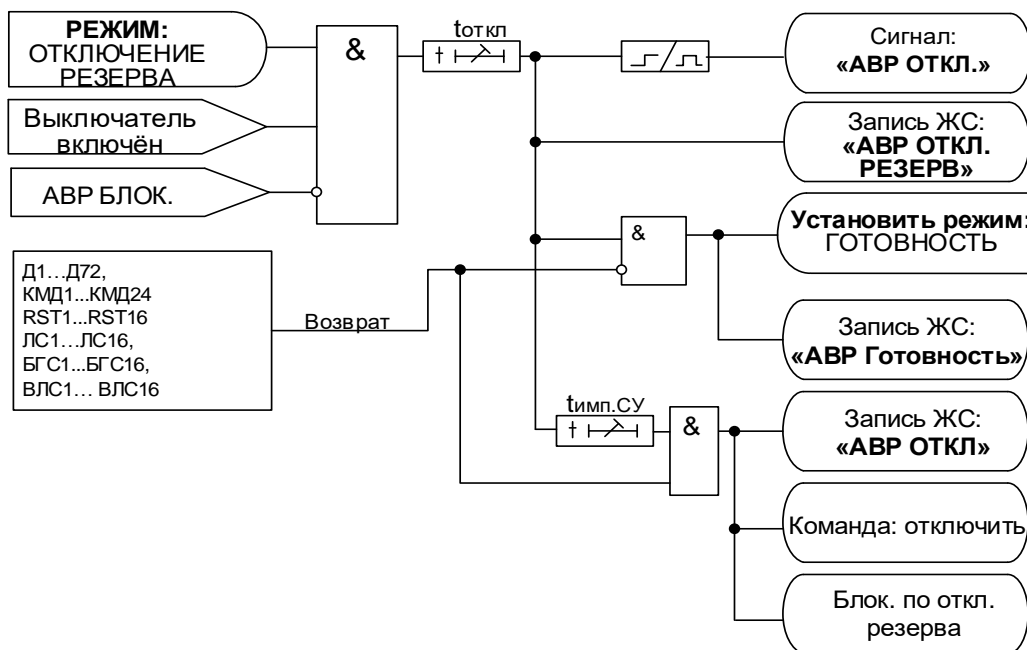 РЕЖИМ:
ОТКЛЮЧЕНИЕ
РЕЗЕРВА
Выключатель
включён
АВР БЛОК.
&
tоткл
Сигнал:
«АВР ОТКЛ.»
Запись ЖС:
«АВР ОТКЛ.
РЕЗЕРВ»
&
Установить режим:
ГОТОВНОСТЬ
Д1...Д72,
КМД1...КМД24
RST1...RST16
ЛС1...ЛС16,
БГС1...БГС16,
ВЛС1... ВЛС16
Возврат
Запись ЖС:
«АВР Готовность»
tимп.СУ
&
Запись ЖС:
«АВР ОТКЛ»
Команда: отключить
Блок. по откл.
резерва